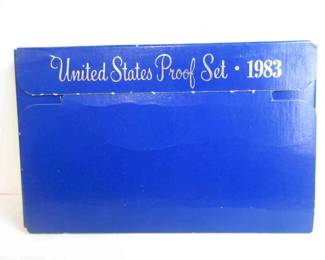 United States Proof Set · 1983